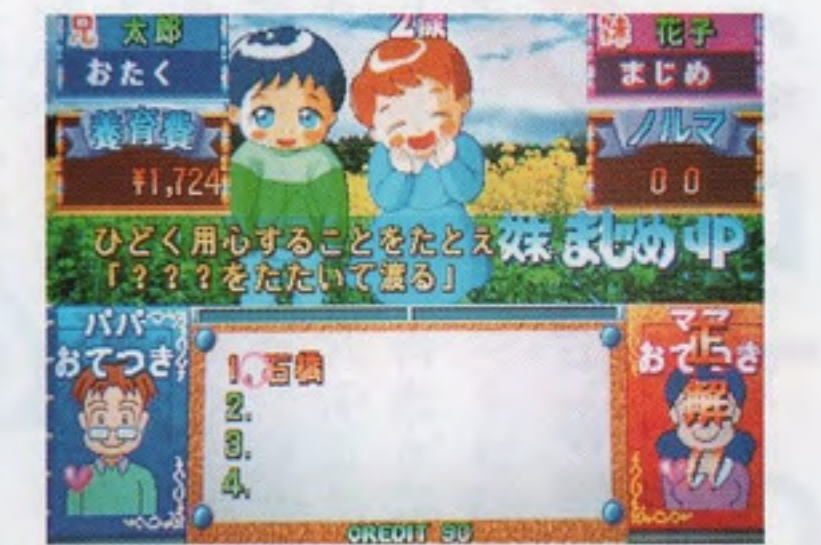 兄 太郎
おたく
2歳
妹 花子
まじめ
養育費
¥1,724
ノルマ
00
ひどく用心することをたとえ
「???をたたいて渡る」
妹 まじめ UP
パパ
おてつき
1.石橋
2.
3.
4.
ママ
おてつき
正解
CREDIT 90